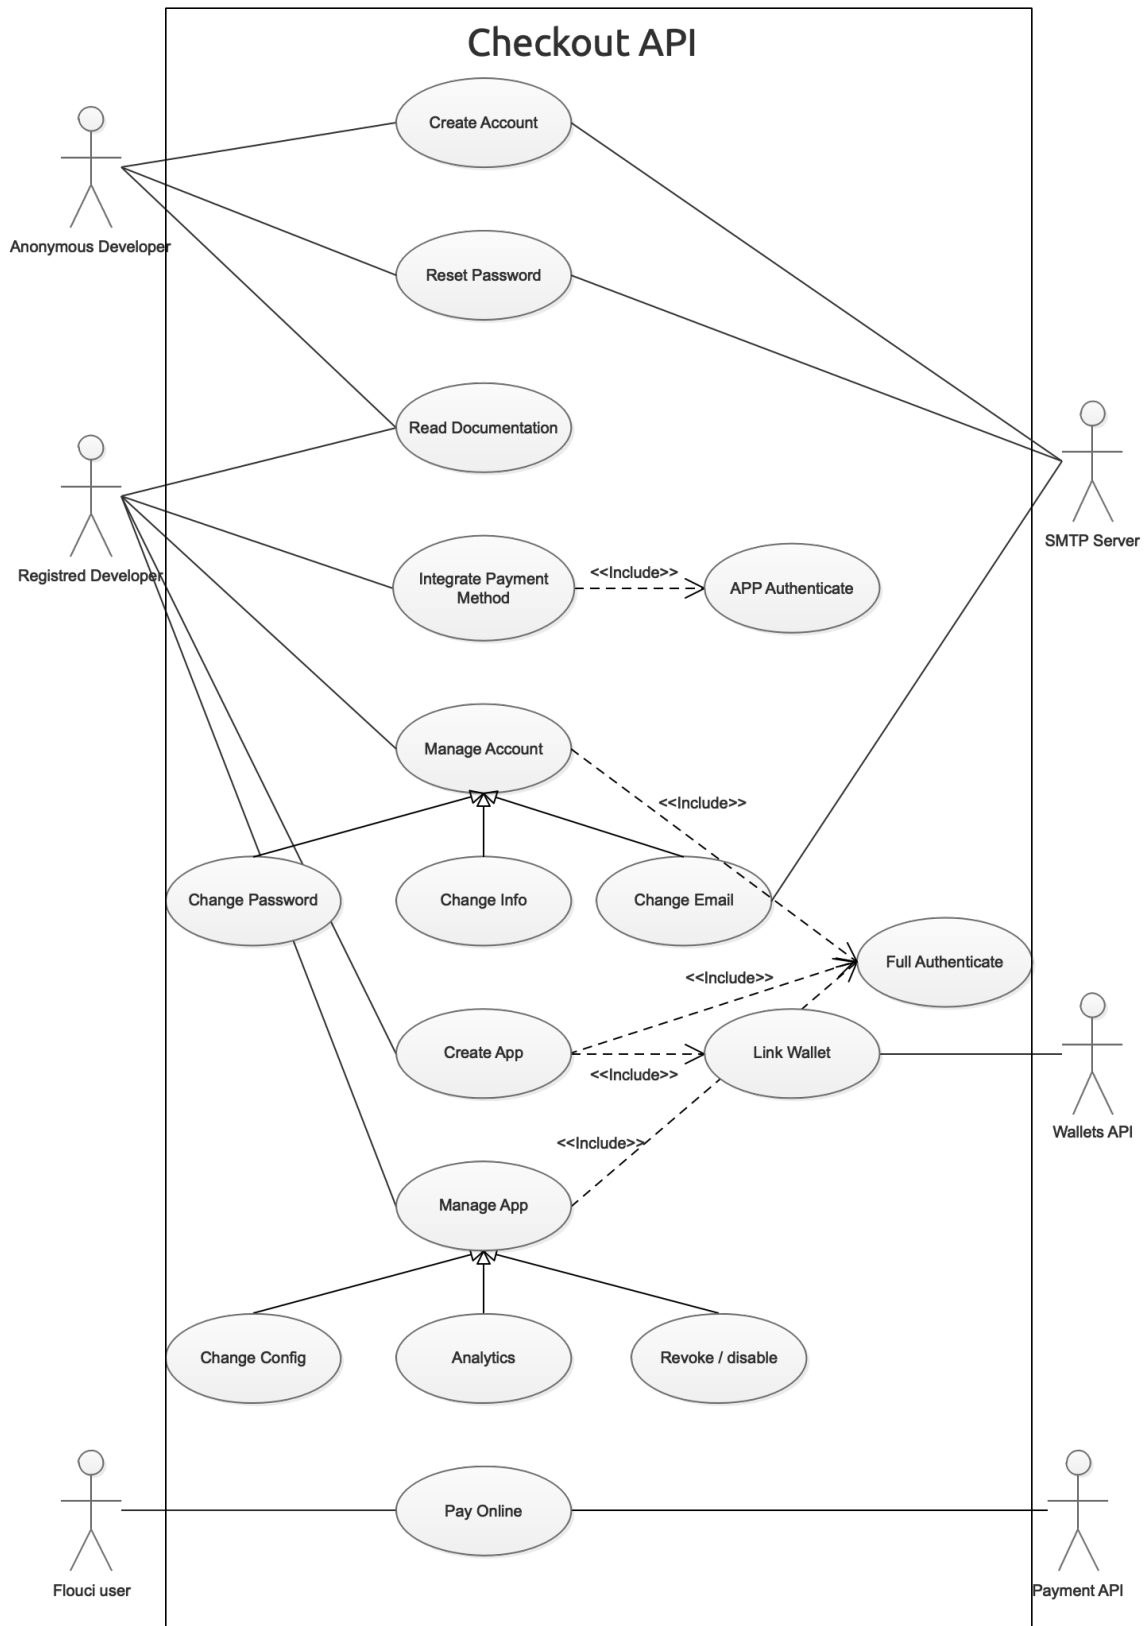 Checkout API
Create Account
Anonymous Developer
Reset Password
Read Documentation
SMTP Server
Registred Developer
Integrate Payment
Method
<<Include>>
APP Authenticate
Manage Account
<<Include>>
Change Password
Change Info
Change Email
Full Authenticate
<<Include>>
Create App
<<Include>>
Link Wallet
Wallets API
<<Include>>
Manage App
Change Config
Analytics
Revoke / disable
Pay Online
Flouci user
Payment API